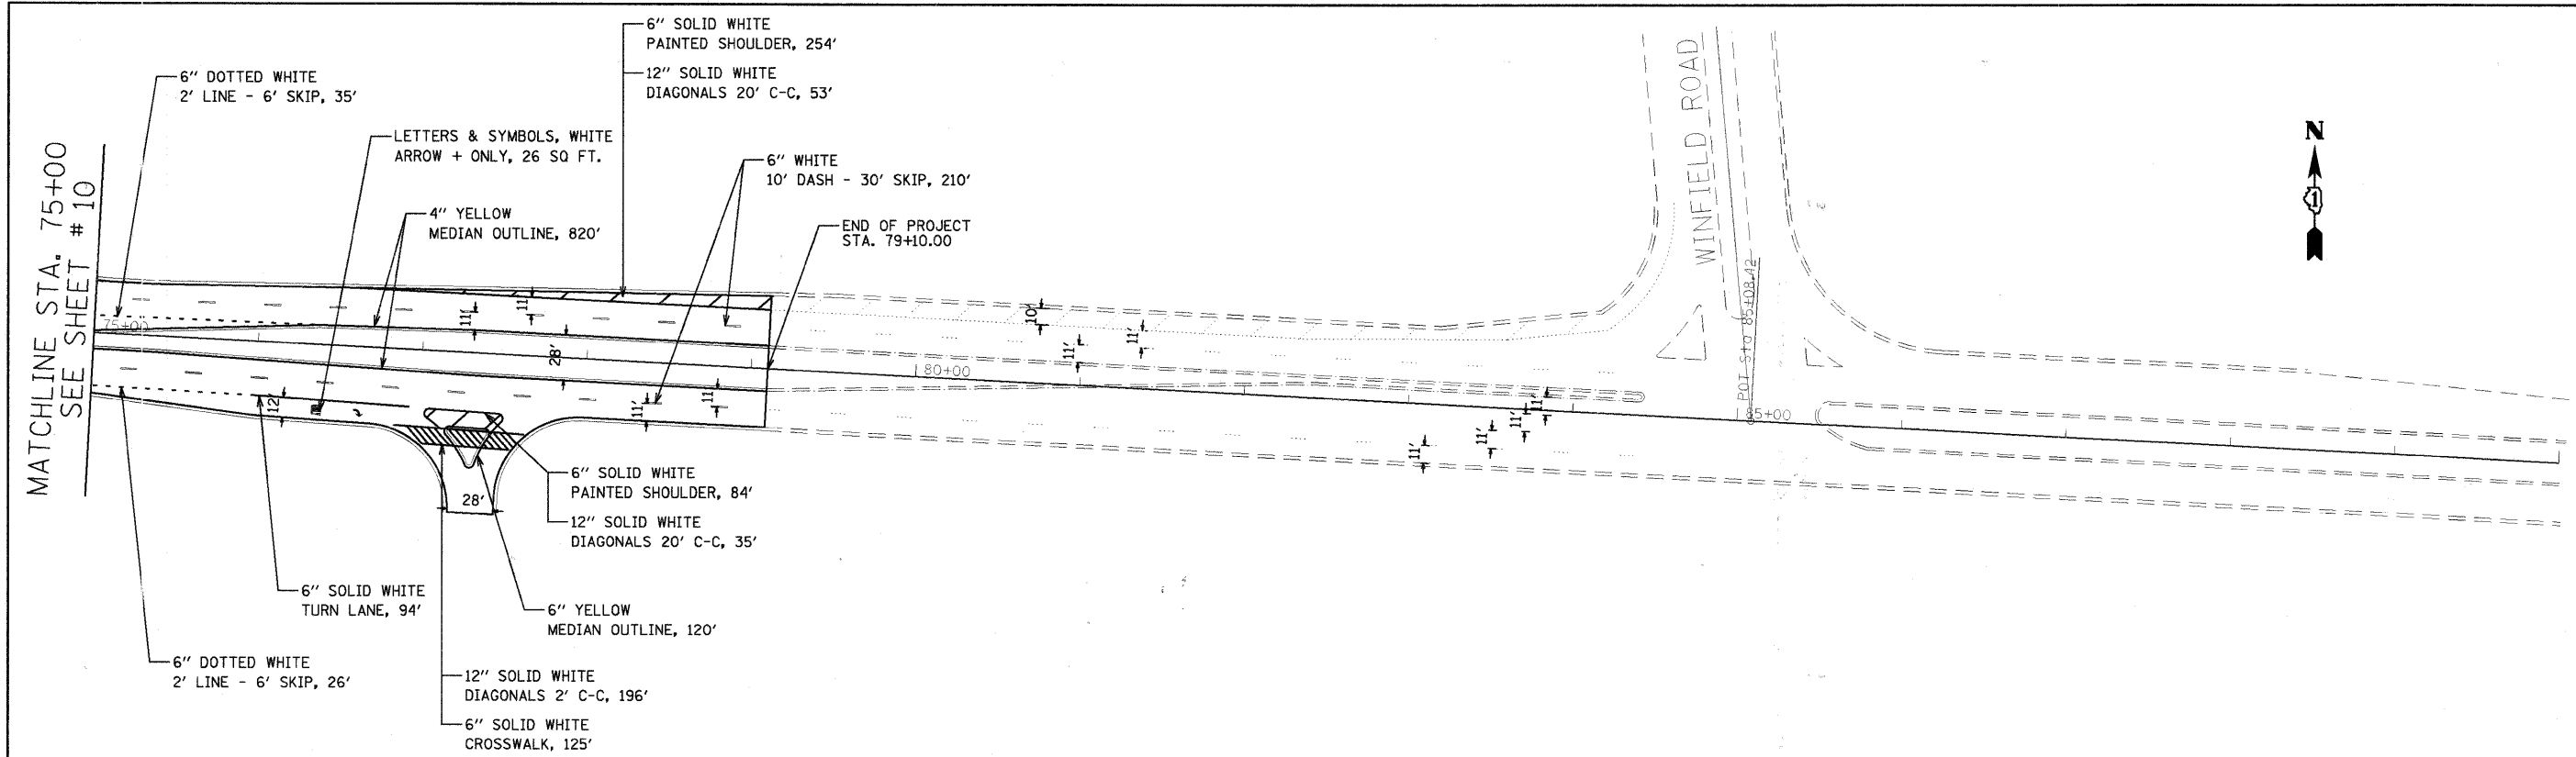 6" SOLID WHITE
PAINTED SHOULDER, 254'
12" SOLID WHITE
DIAGONALS 20' C-C, 53'
6" DOTTED WHITE
2' LINE - 6' SKIP, 35'
LETTERS & SYMBOLS, WHITE
ARROW + ONLY, 26 SQ FT.
6" WHITE
10' DASH - 30' SKIP, 210'
4" YELLOW
MEDIAN OUTLINE, 820'
END OF PROJECT
STA. 79+10.00
MATCHLINE STA. 75+00
SEE SHEET # 10
WINFIELD ROAD
N
1
75+00
11'
11'
28'
10'
11'
11'
80+00
POT Sta 85+08.42
85+00
12'
11'
11'
11'
11'
11'
11'
28'
6" SOLID WHITE
PAINTED SHOULDER, 84'
12" SOLID WHITE
DIAGONALS 20' C-C, 35'
6" SOLID WHITE
TURN LANE, 94'
6" YELLOW
MEDIAN OUTLINE, 120'
6" DOTTED WHITE
2' LINE - 6' SKIP, 26'
12" SOLID WHITE
DIAGONALS 2' C-C, 196'
6" SOLID WHITE
CROSSWALK, 125'